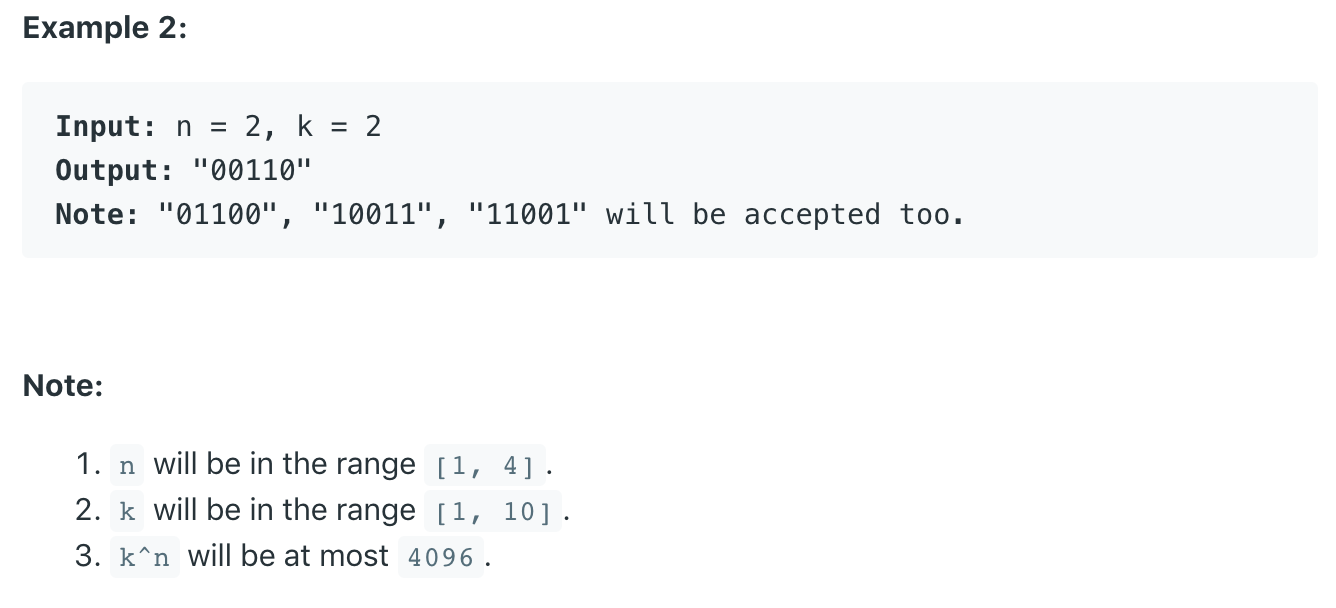 Example 2:
Input: n = 2, k = 2
Output: "00110"
Note: "01100", "10011", "11001" will be accepted too.
Note:
1. n will be in the range [1, 4].
2. k will be in the range [1, 10].
3. k^n will be at most 4096.